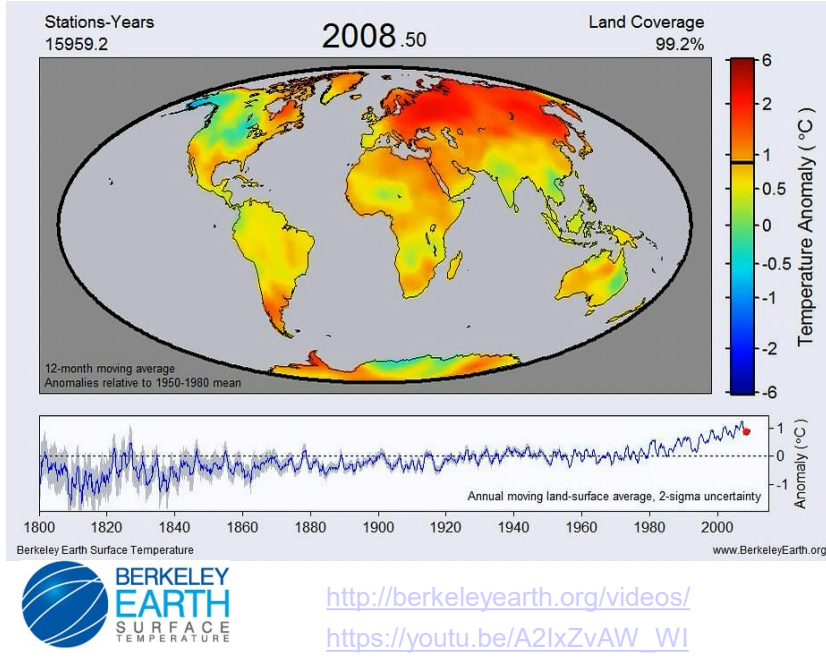 Stations-Years
15959.2
2008.50
Land Coverage
99.2%
6
2
1
0.5
0
-0.5
-1
-2
-6
Temperature Anomaly ( °C )
12-month moving average
Anomalies relative to 1950-1980 mean
1
0
-1
Anomaly ( °C )
Annual moving land-surface average, 2-sigma uncertainty
1800 1820 1840 1860 1880 1900 1920 1940 1960 1980 2000
Berkeley Earth Surface Temperature
www.BerkeleyEarth.org
BERKELEY
EARTH
SURFACE
TEMPERATURE
http://berkeleyearth.org/videos/
https://youtu.be/A2IxZvAW_WI